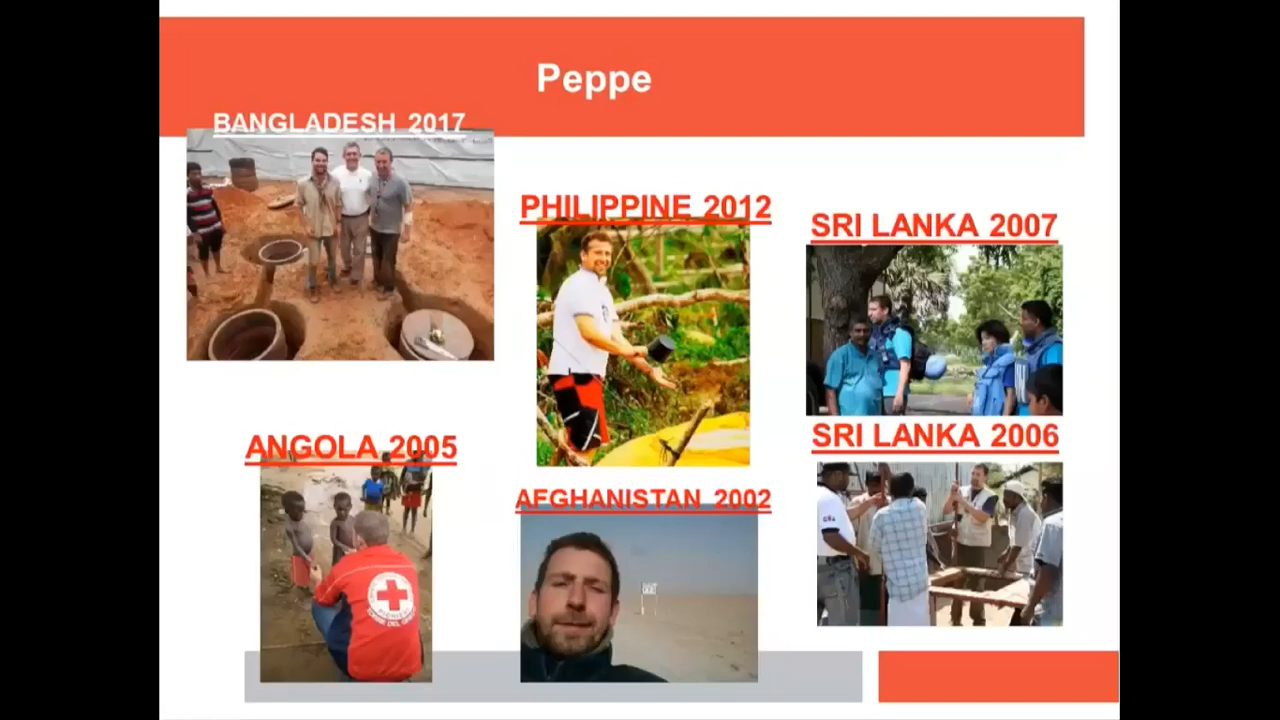 Peppe
BANGLADESH 2017
PHILIPPINE 2012
SRI LANKA 2007
ANGOLA 2005
SRI LANKA 2006
AFGHANISTAN 2002